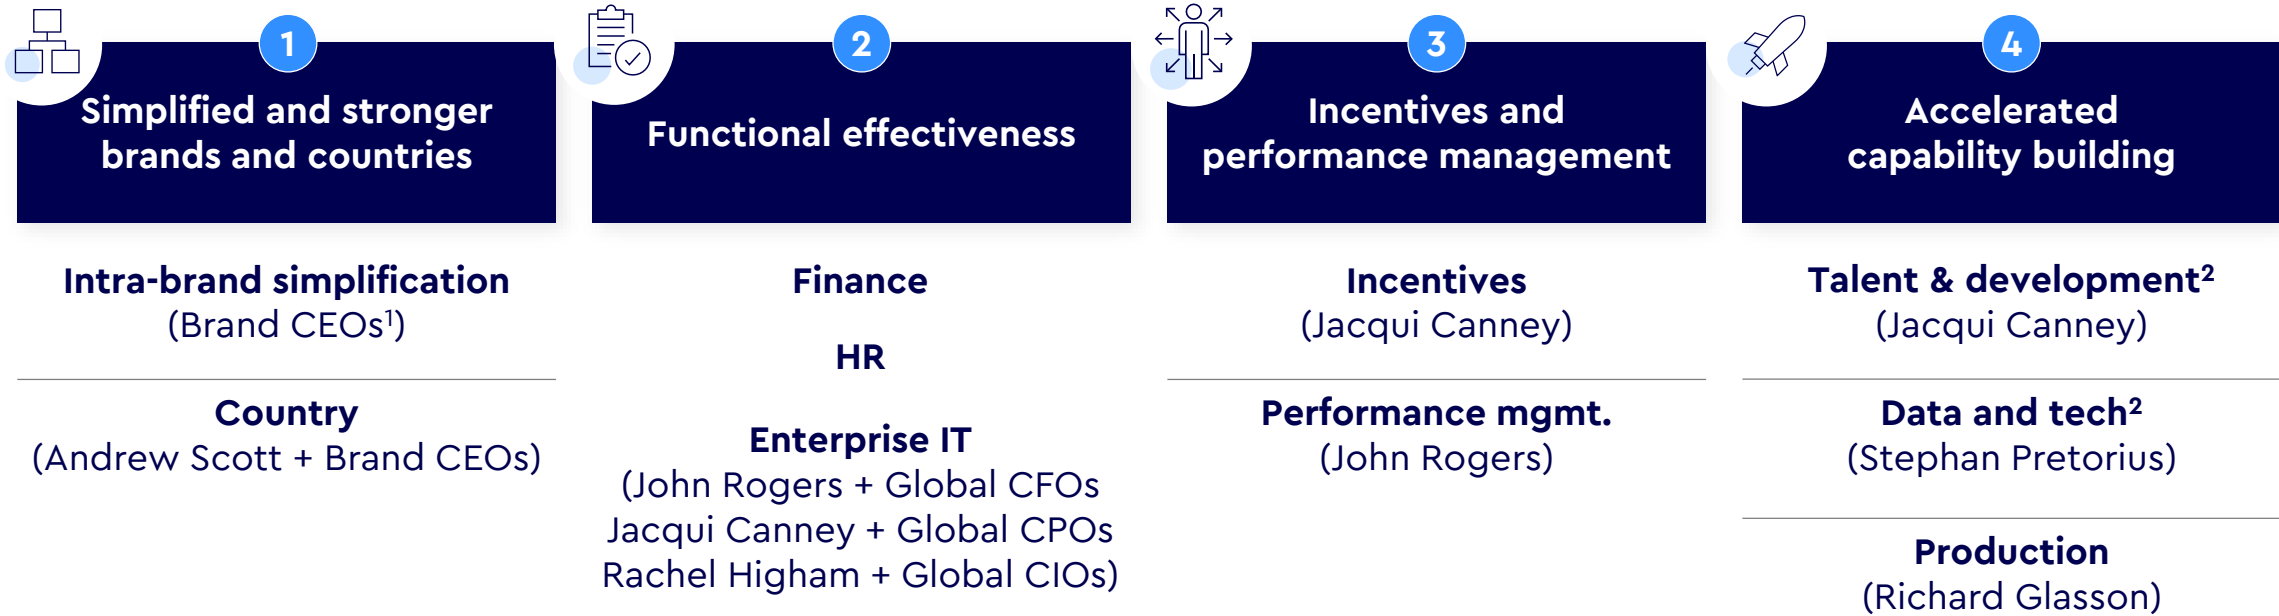 1
Simplified and stronger
brands and countries
Intra-brand simplification
(Brand CEOs¹)
Country
(Andrew Scott + Brand CEOs)
2
Functional effectiveness
Finance
HR
Enterprise IT
(John Rogers + Global CFOs
Jacqui Canney + Global CPOs
Rachel Higham + Global CIOs)
3
Incentives and
performance management
Incentives
(Jacqui Canney)
Performance mgmt.
(John Rogers)
4
Accelerated
capability building
Talent & development²
(Jacqui Canney)
Data and tech²
(Stephan Pretorius)
Production
(Richard Glasson)